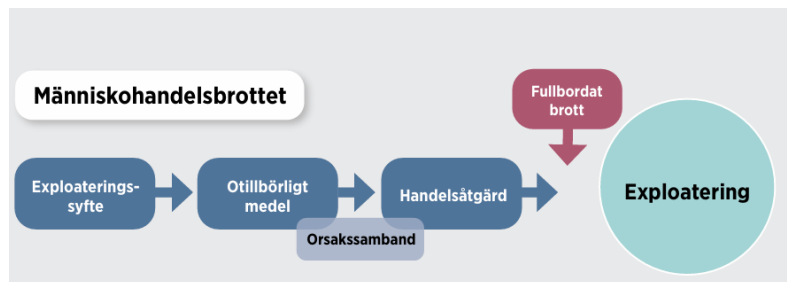 Människohandelsbrottet
Fullbordat
brott
Exploaterings-
syfte
Otillbörligt
medel
Handelsåtgärd
Exploatering
Orsakssamband